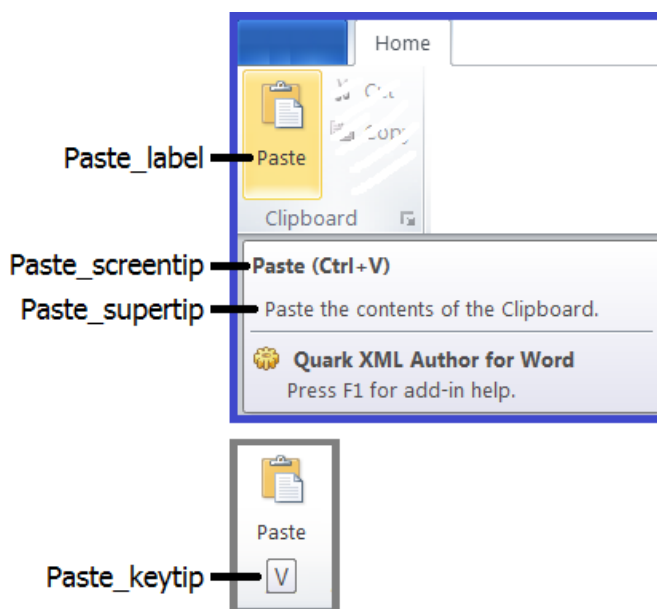 Home
Paste_label
Paste
Copy
Clipboard
Paste_screentip
Paste (Ctrl+V)
Paste_supertip
Paste the contents of the Clipboard.
Quark XML Author for Word
Press F1 for add-in help.
Paste
Paste_keytip
V